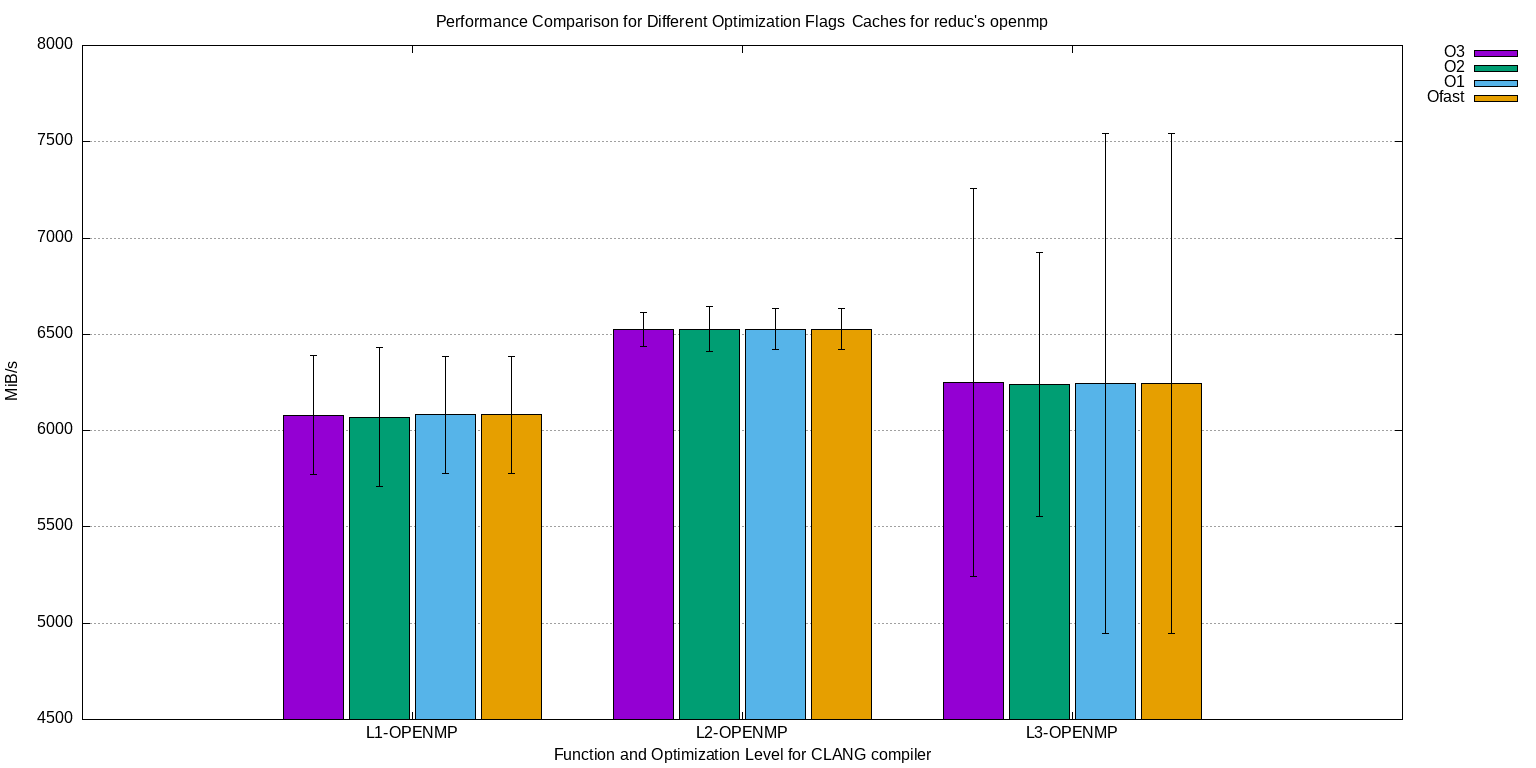 Performance Comparison for Different Optimization Flags Caches for reduc's openmp
8000
7500
7000
6500
6000
5500
5000
4500
MiB/s
O3
O2
O1
Ofast
L1-OPENMP
L2-OPENMP
L3-OPENMP
Function and Optimization Level for CLANG compiler